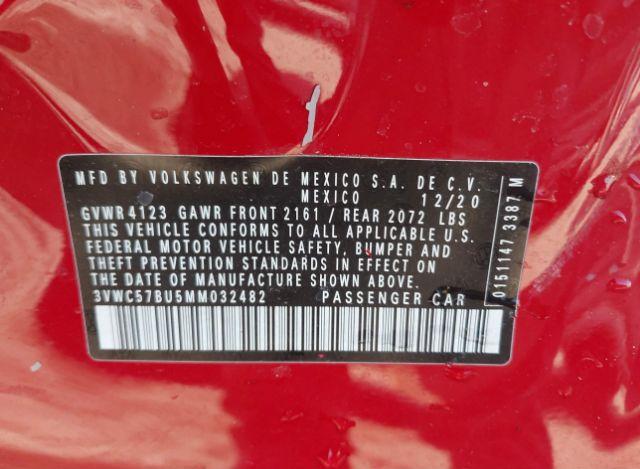 MFD BY VOLKSWAGEN DE MEXICO S.A. DE C.V.
MEXICO 12/20
GVWR 4123 GAWR FRONT 2161 / REAR 2072 LBS
THIS VEHICLE CONFORMS TO ALL APPLICABLE U.S.
FEDERAL MOTOR VEHICLE SAFETY, BUMPER AND
THEFT PREVENTION STANDARDS IN EFFECT ON
THE DATE OF MANUFACTURE SHOWN ABOVE.
3VWC57BU5MM032482 PASSENGER CAR
0151147 3387 M